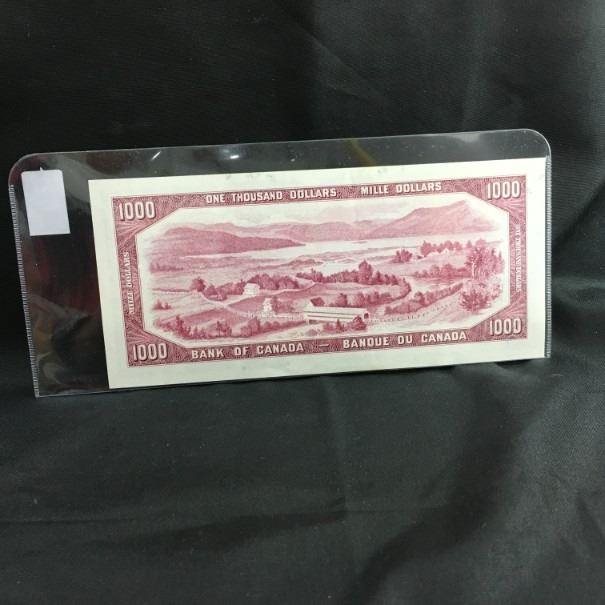 ONE THOUSAND DOLLARS MILLE DOLLARS
1000
1000
MILLE DOLLARS
ONE THOUSAND DOLLARS
1000
1000
BANK OF CANADA — BANQUE DU CANADA